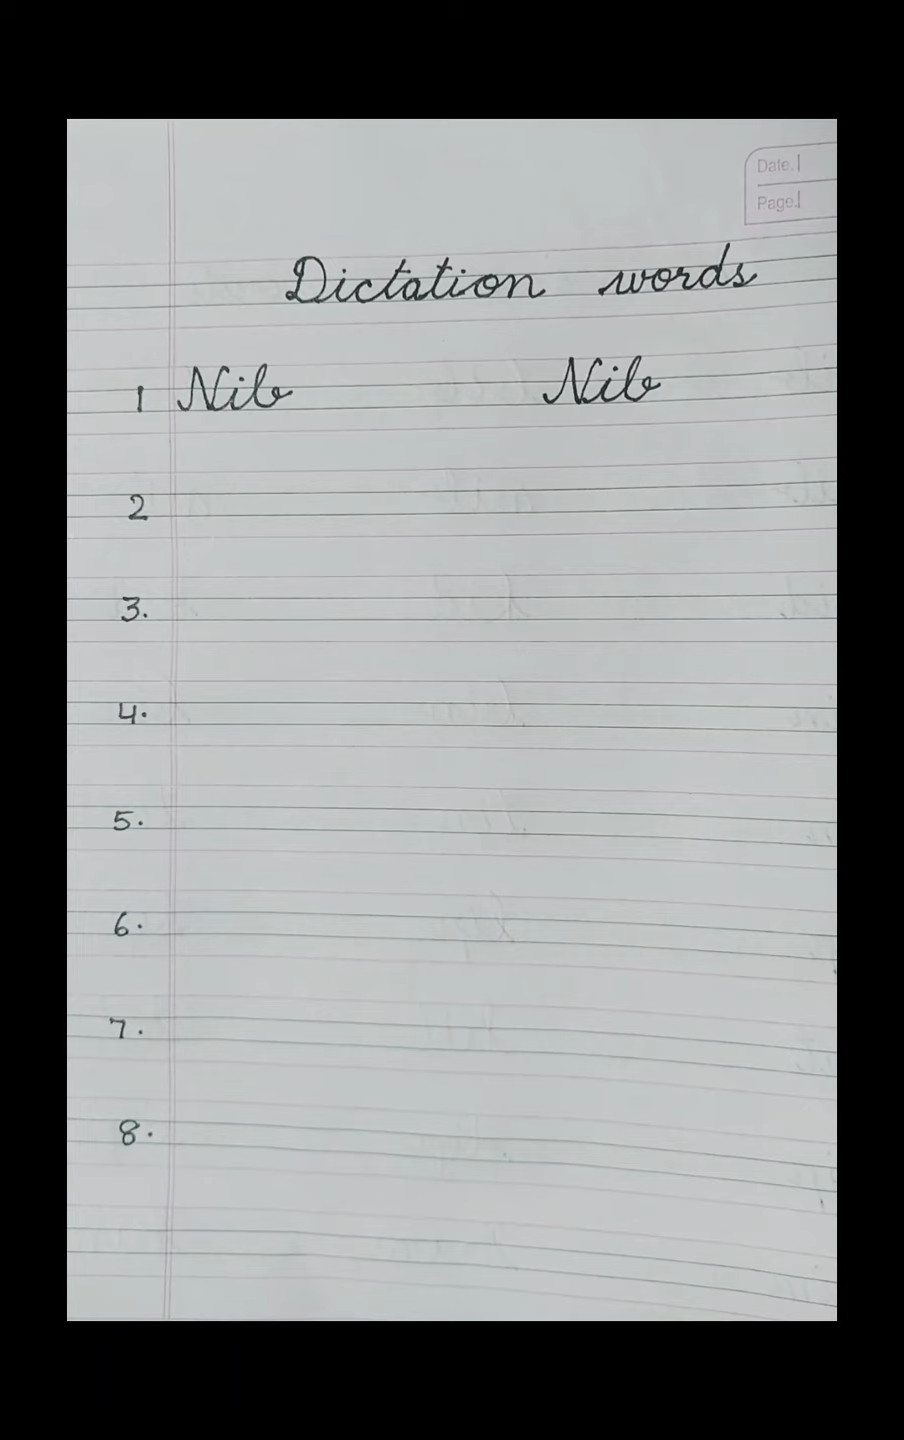 Date.
Page.
Dictation words
1 Nib Nib
2
3.
4.
5.
6.
7.
8.